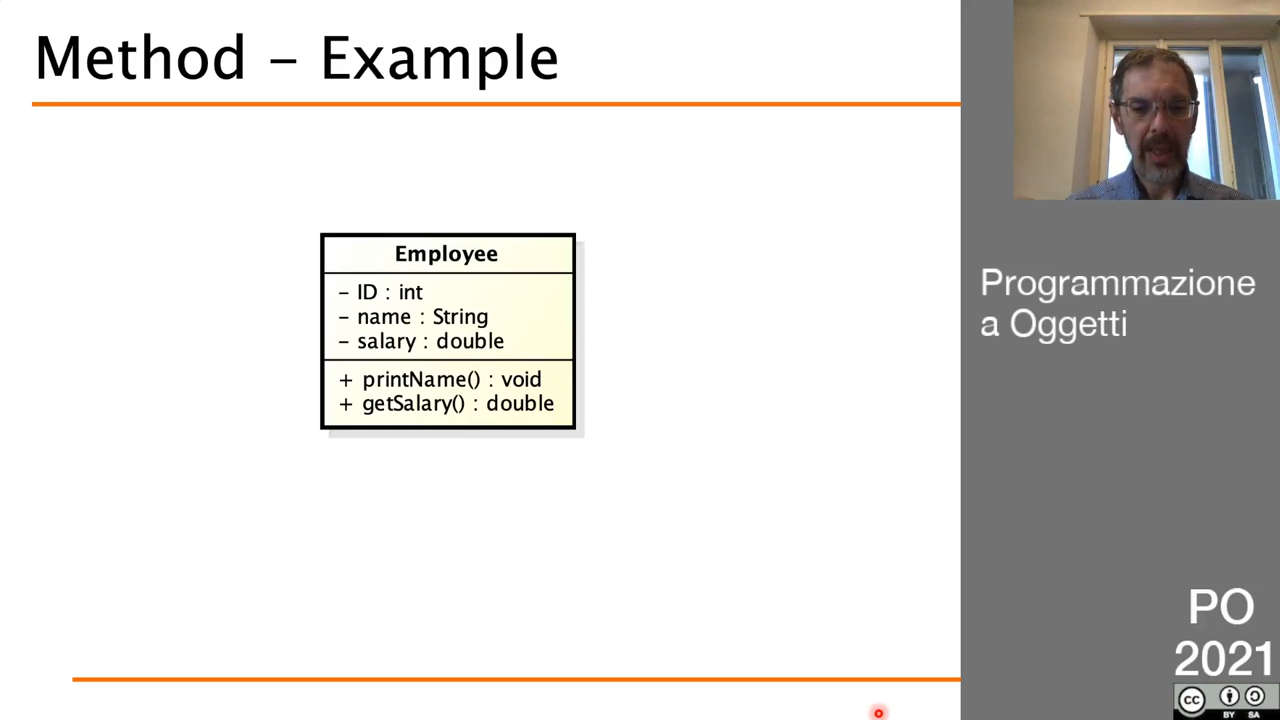 Method – Example
Employee
– ID : int
– name : String
– salary : double
+ printName() : void
+ getSalary() : double
Programmazione
a Oggetti
PO
2021
cc
BY SA